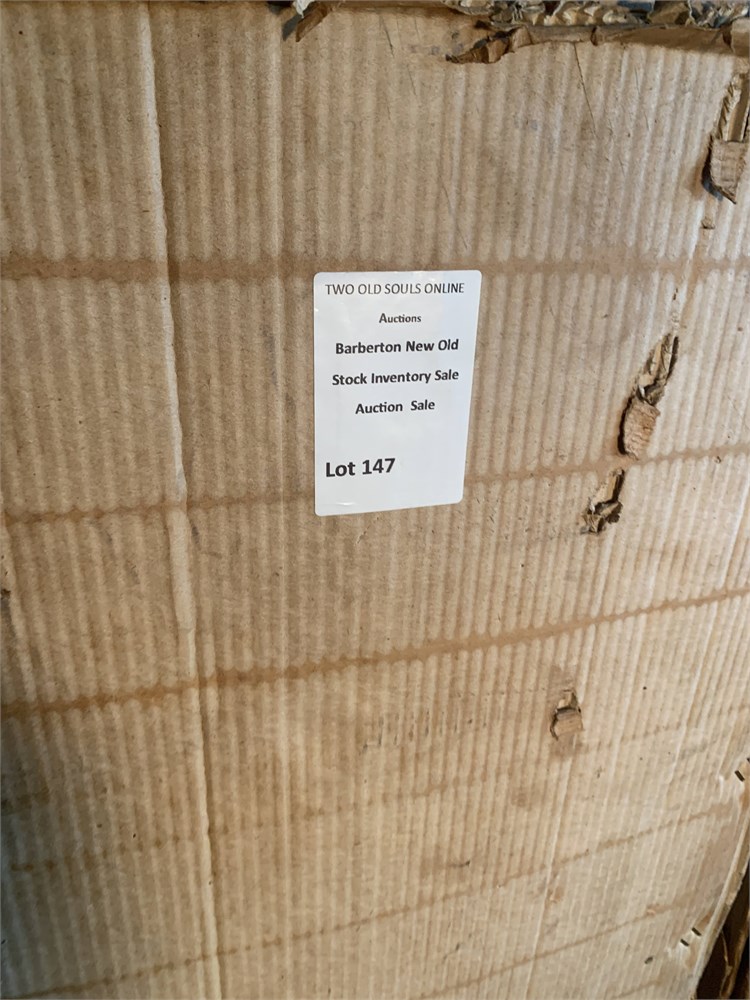 TWO OLD SOULS ONLINE
Auctions
Barberton New Old
Stock Inventory Sale
Auction Sale
Lot 147